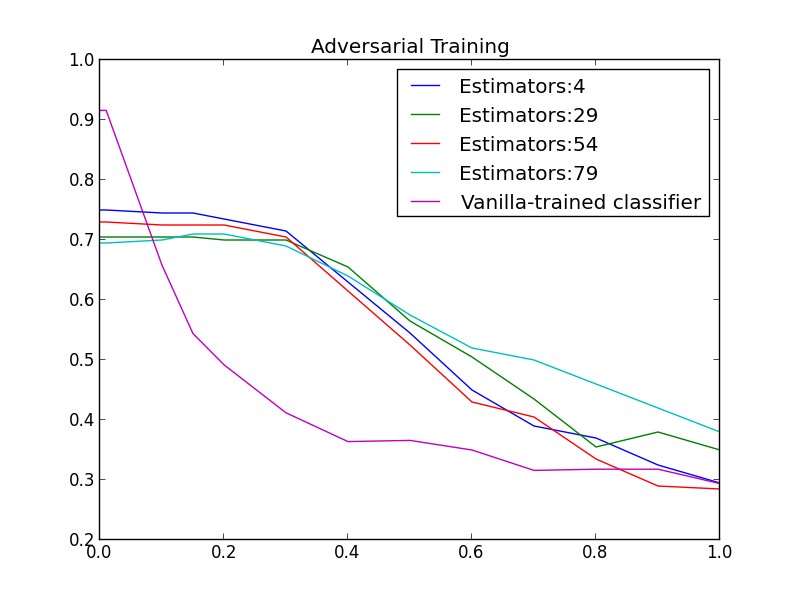 Adversarial Training
1.0
0.9
0.8
0.7
0.6
0.5
0.4
0.3
0.2
Estimators:4
Estimators:29
Estimators:54
Estimators:79
Vanilla-trained classifier
0.0 0.2 0.4 0.6 0.8 1.0